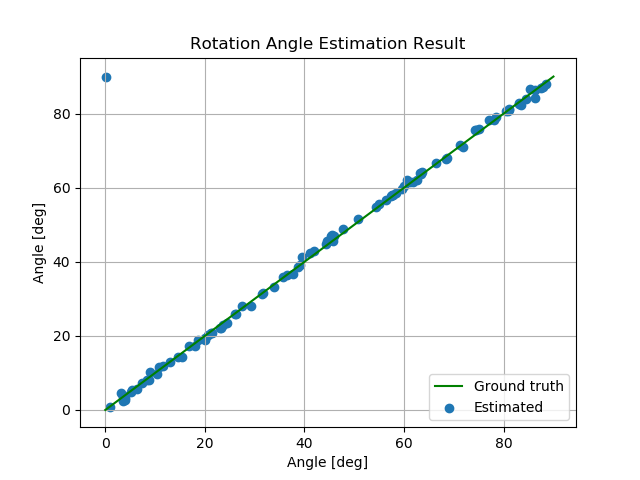 Rotation Angle Estimation Result
80
60
40
20
0
Angle [deg]
0 20 40 60 80
Angle [deg]
Ground truth
Estimated